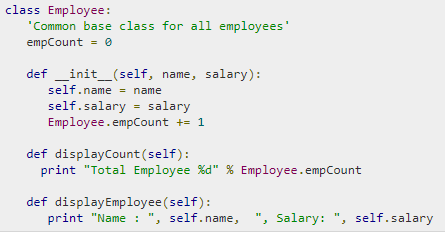 class Employee:
   'Common base class for all employees'
   empCount = 0

   def __init__(self, name, salary):
      self.name = name
      self.salary = salary
      Employee.empCount += 1

   def displayCount(self):
     print "Total Employee %d" % Employee.empCount

   def displayEmployee(self):
      print "Name : ", self.name,  ", Salary: ", self.salary